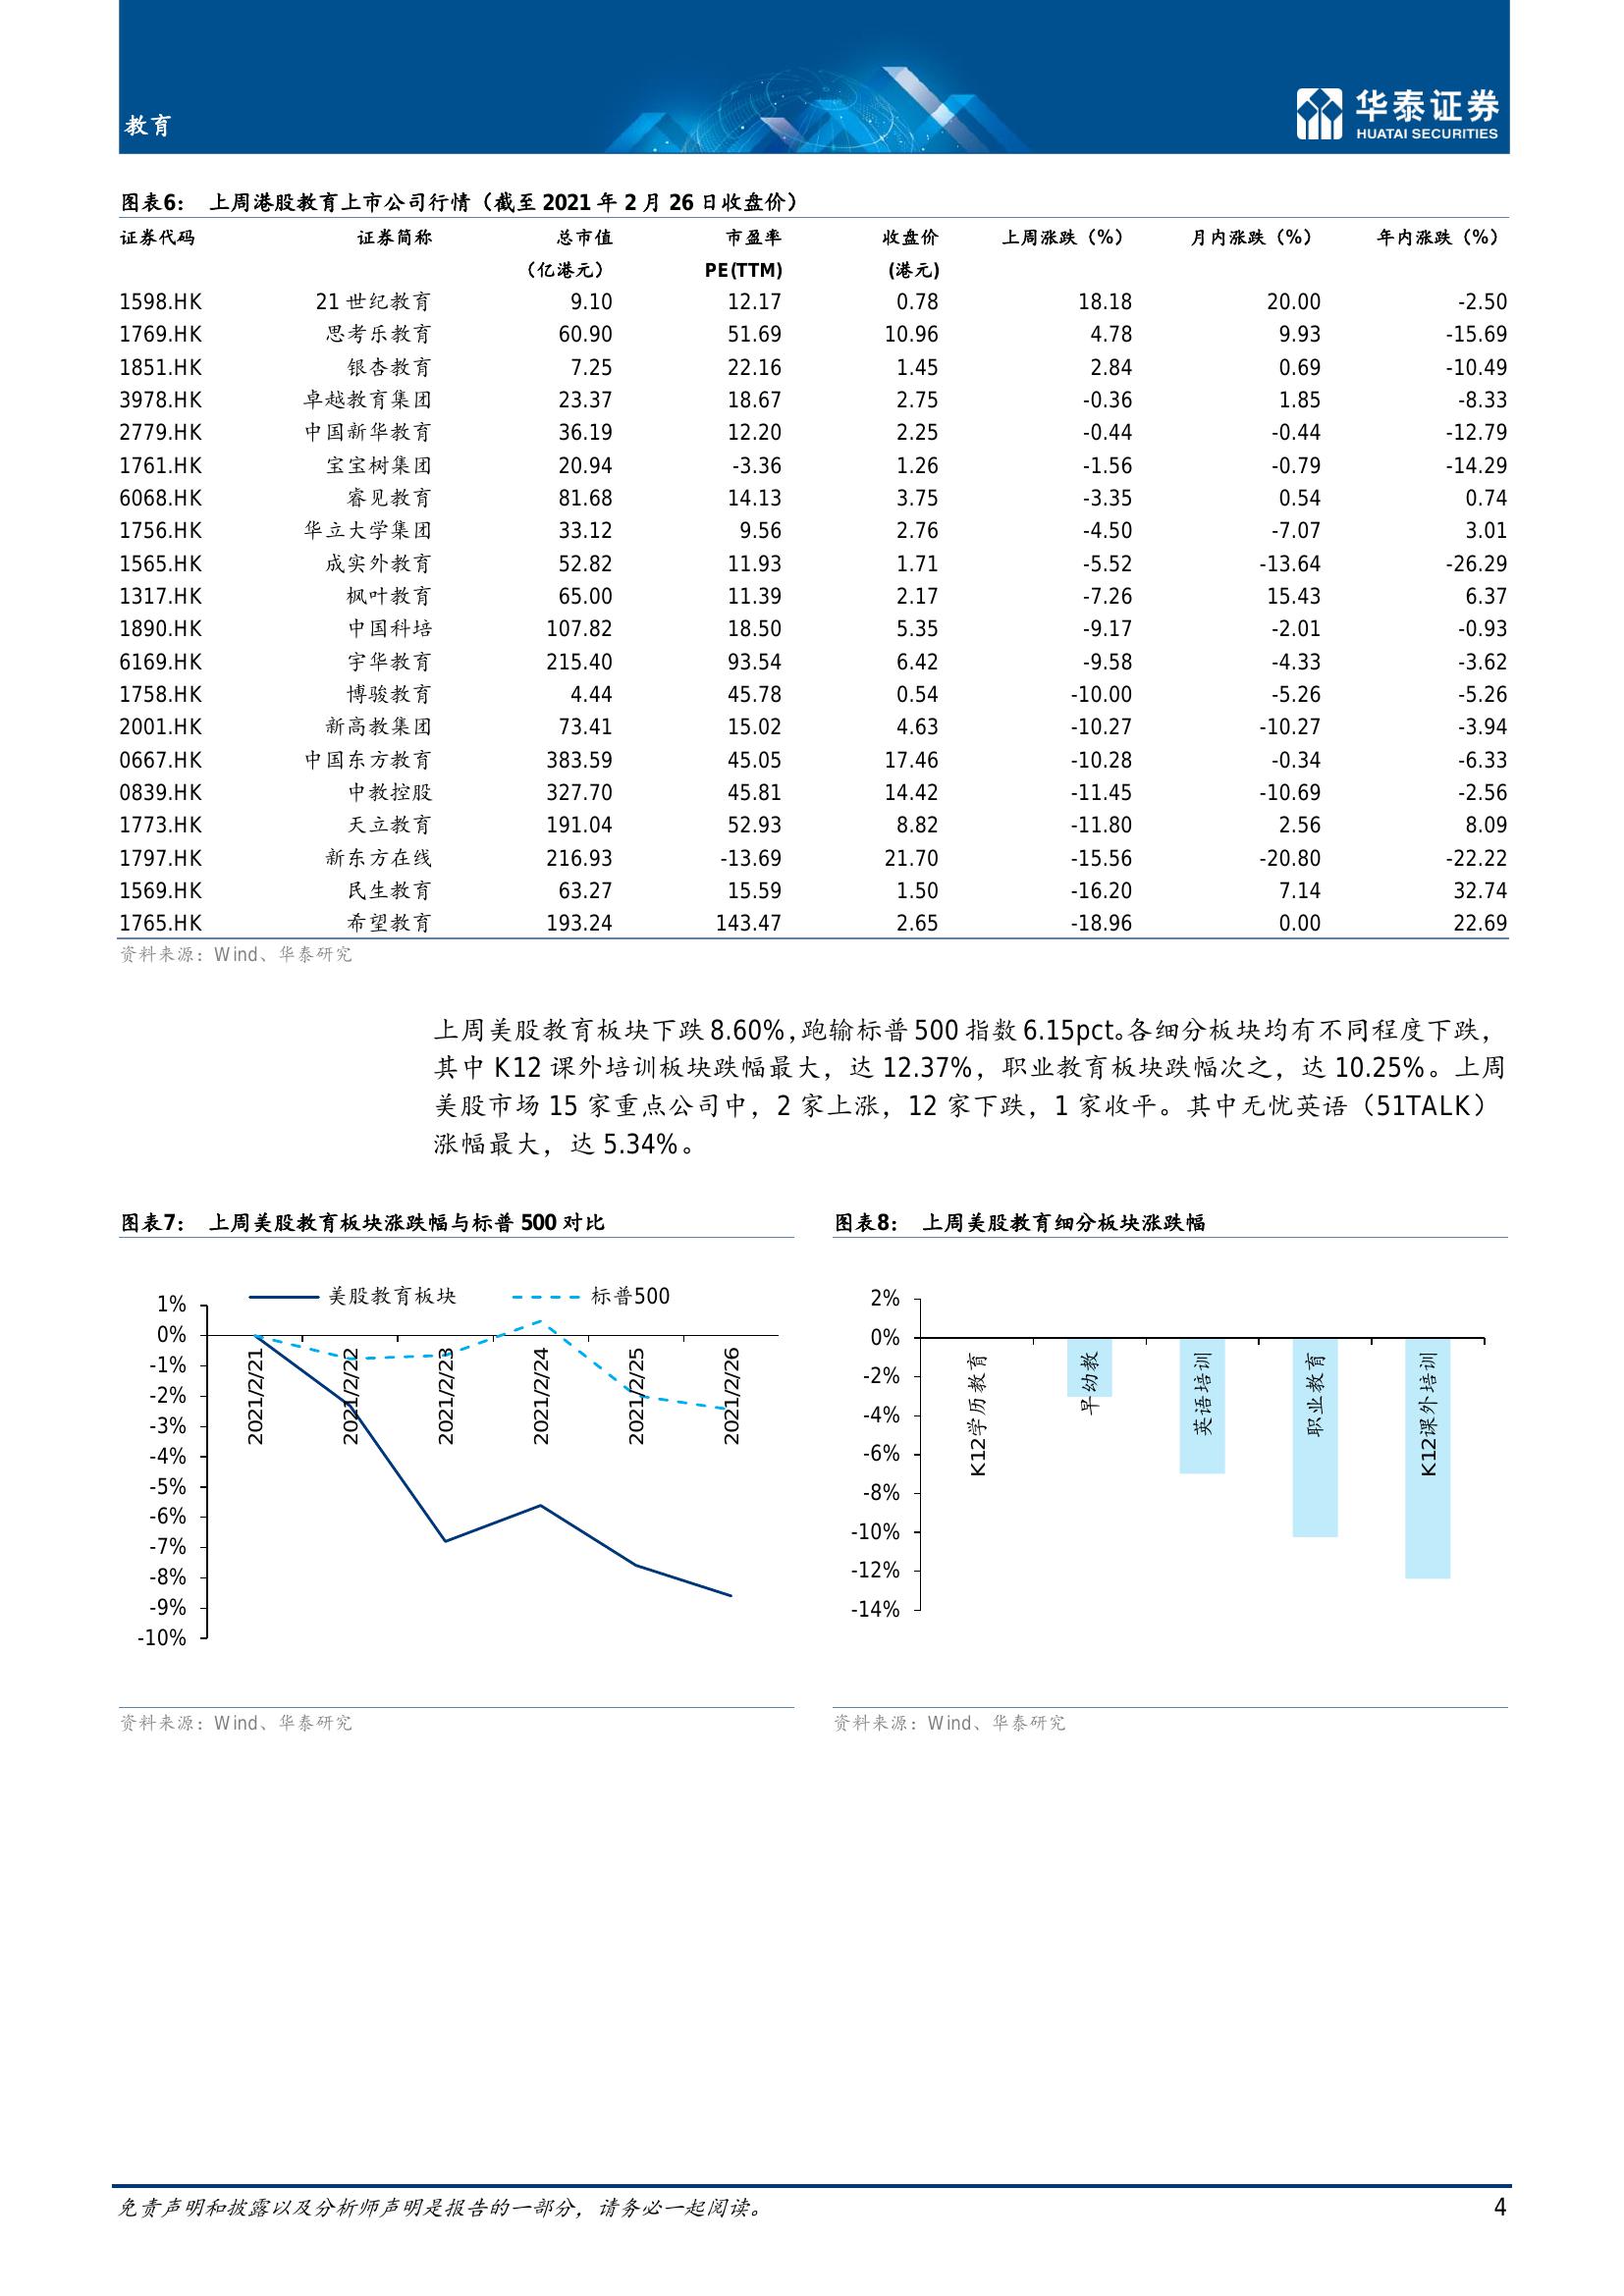 教育
华泰证券
HUATAI SECURITIES
图表6： 上周港股教育上市公司行情（截至 2021 年 2 月 26 日收盘价）
证券代码 证券简称 总市值 市盈率 收盘价 上周涨跌（%） 月内涨跌（%） 年内涨跌（%）
（亿港元） PE(TTM) (港元)
1598.HK 21 世纪教育 9.10 12.17 0.78 18.18 20.00 -2.50
1769.HK 思考乐教育 60.90 51.69 10.96 4.78 9.93 -15.69
1851.HK 银杏教育 7.25 22.16 1.45 2.84 0.69 -10.49
3978.HK 卓越教育集团 23.37 18.67 2.75 -0.36 1.85 -8.33
2779.HK 中国新华教育 36.19 12.20 2.25 -0.44 -0.44 -12.79
1761.HK 宝宝树集团 20.94 -3.36 1.26 -1.56 -0.79 -14.29
6068.HK 睿见教育 81.68 14.13 3.75 -3.35 0.54 0.74
1756.HK 华立大学集团 33.12 9.56 2.76 -4.50 -7.07 3.01
1565.HK 成实外教育 52.82 11.93 1.71 -5.52 -13.64 -26.29
1317.HK 枫叶教育 65.00 11.39 2.17 -7.26 15.43 6.37
1890.HK 中国科培 107.82 18.50 5.35 -9.17 -2.01 -0.93
6169.HK 宇华教育 215.40 93.54 6.42 -9.58 -4.33 -3.62
1758.HK 博骏教育 4.44 45.78 0.54 -10.00 -5.26 -5.26
2001.HK 新高教集团 73.41 15.02 4.63 -10.27 -10.27 -3.94
0667.HK 中国东方教育 383.59 45.05 17.46 -10.28 -0.34 -6.33
0839.HK 中教控股 327.70 45.81 14.42 -11.45 -10.69 -2.56
1773.HK 天立教育 191.04 52.93 8.82 -11.80 2.56 8.09
1797.HK 新东方在线 216.93 -13.69 21.70 -15.56 -20.80 -22.22
1569.HK 民生教育 63.27 15.59 1.50 -16.20 7.14 32.74
1765.HK 希望教育 193.24 143.47 2.65 -18.96 0.00 22.69
资料来源：Wind、华泰研究
上周美股教育板块下跌 8.60%，跑输标普 500 指数 6.15pct。各细分板块均有不同程度下跌，
其中 K12 课外培训板块跌幅最大，达 12.37%，职业教育板块跌幅次之，达 10.25%。上周
美股市场 15 家重点公司中，2 家上涨，12 家下跌，1 家收平。其中无忧英语（51TALK）
涨幅最大，达 5.34%。
图表7： 上周美股教育板块涨跌幅与标普 500 对比
美股教育板块 标普500
1%
0%
-1%
-2%
-3%
-4%
-5%
-6%
-7%
-8%
-9%
-10%
2021/2/21
2021/2/22
2021/2/23
2021/2/24
2021/2/25
2021/2/26
资料来源：Wind、华泰研究
图表8： 上周美股教育细分板块涨跌幅
2%
0%
-2%
-4%
-6%
-8%
-10%
-12%
-14%
K12学历教育
早幼教
英语培训
职业教育
K12课外培训
资料来源：Wind、华泰研究
免责声明和披露以及分析师声明是报告的一部分，请务必一起阅读。 4